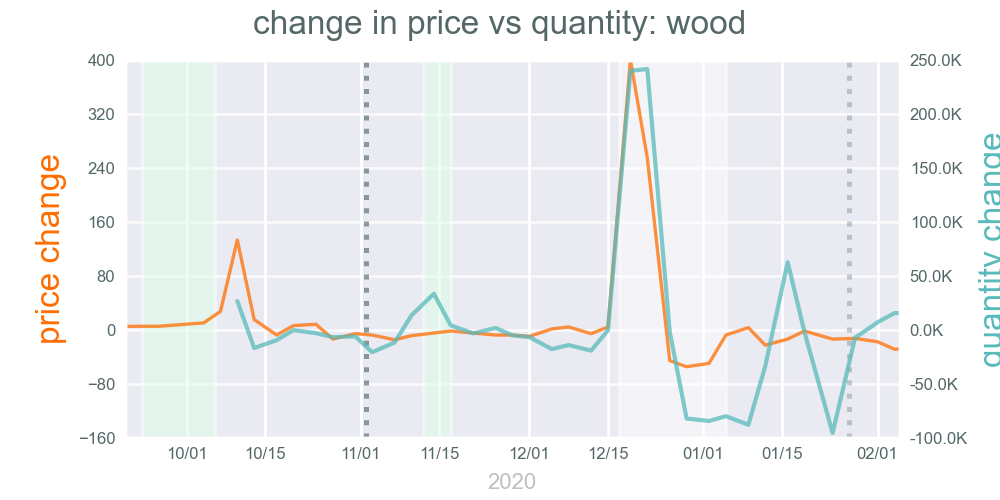 change in price vs quantity: wood
price change
400
320
240
160
80
0
−80
−160
250.0K
200.0K
150.0K
100.0K
50.0K
0.0K
-50.0K
-100.0K
quantity change
10/01 10/15 11/01 11/15 12/01 12/15 01/01 01/15 02/01
2020